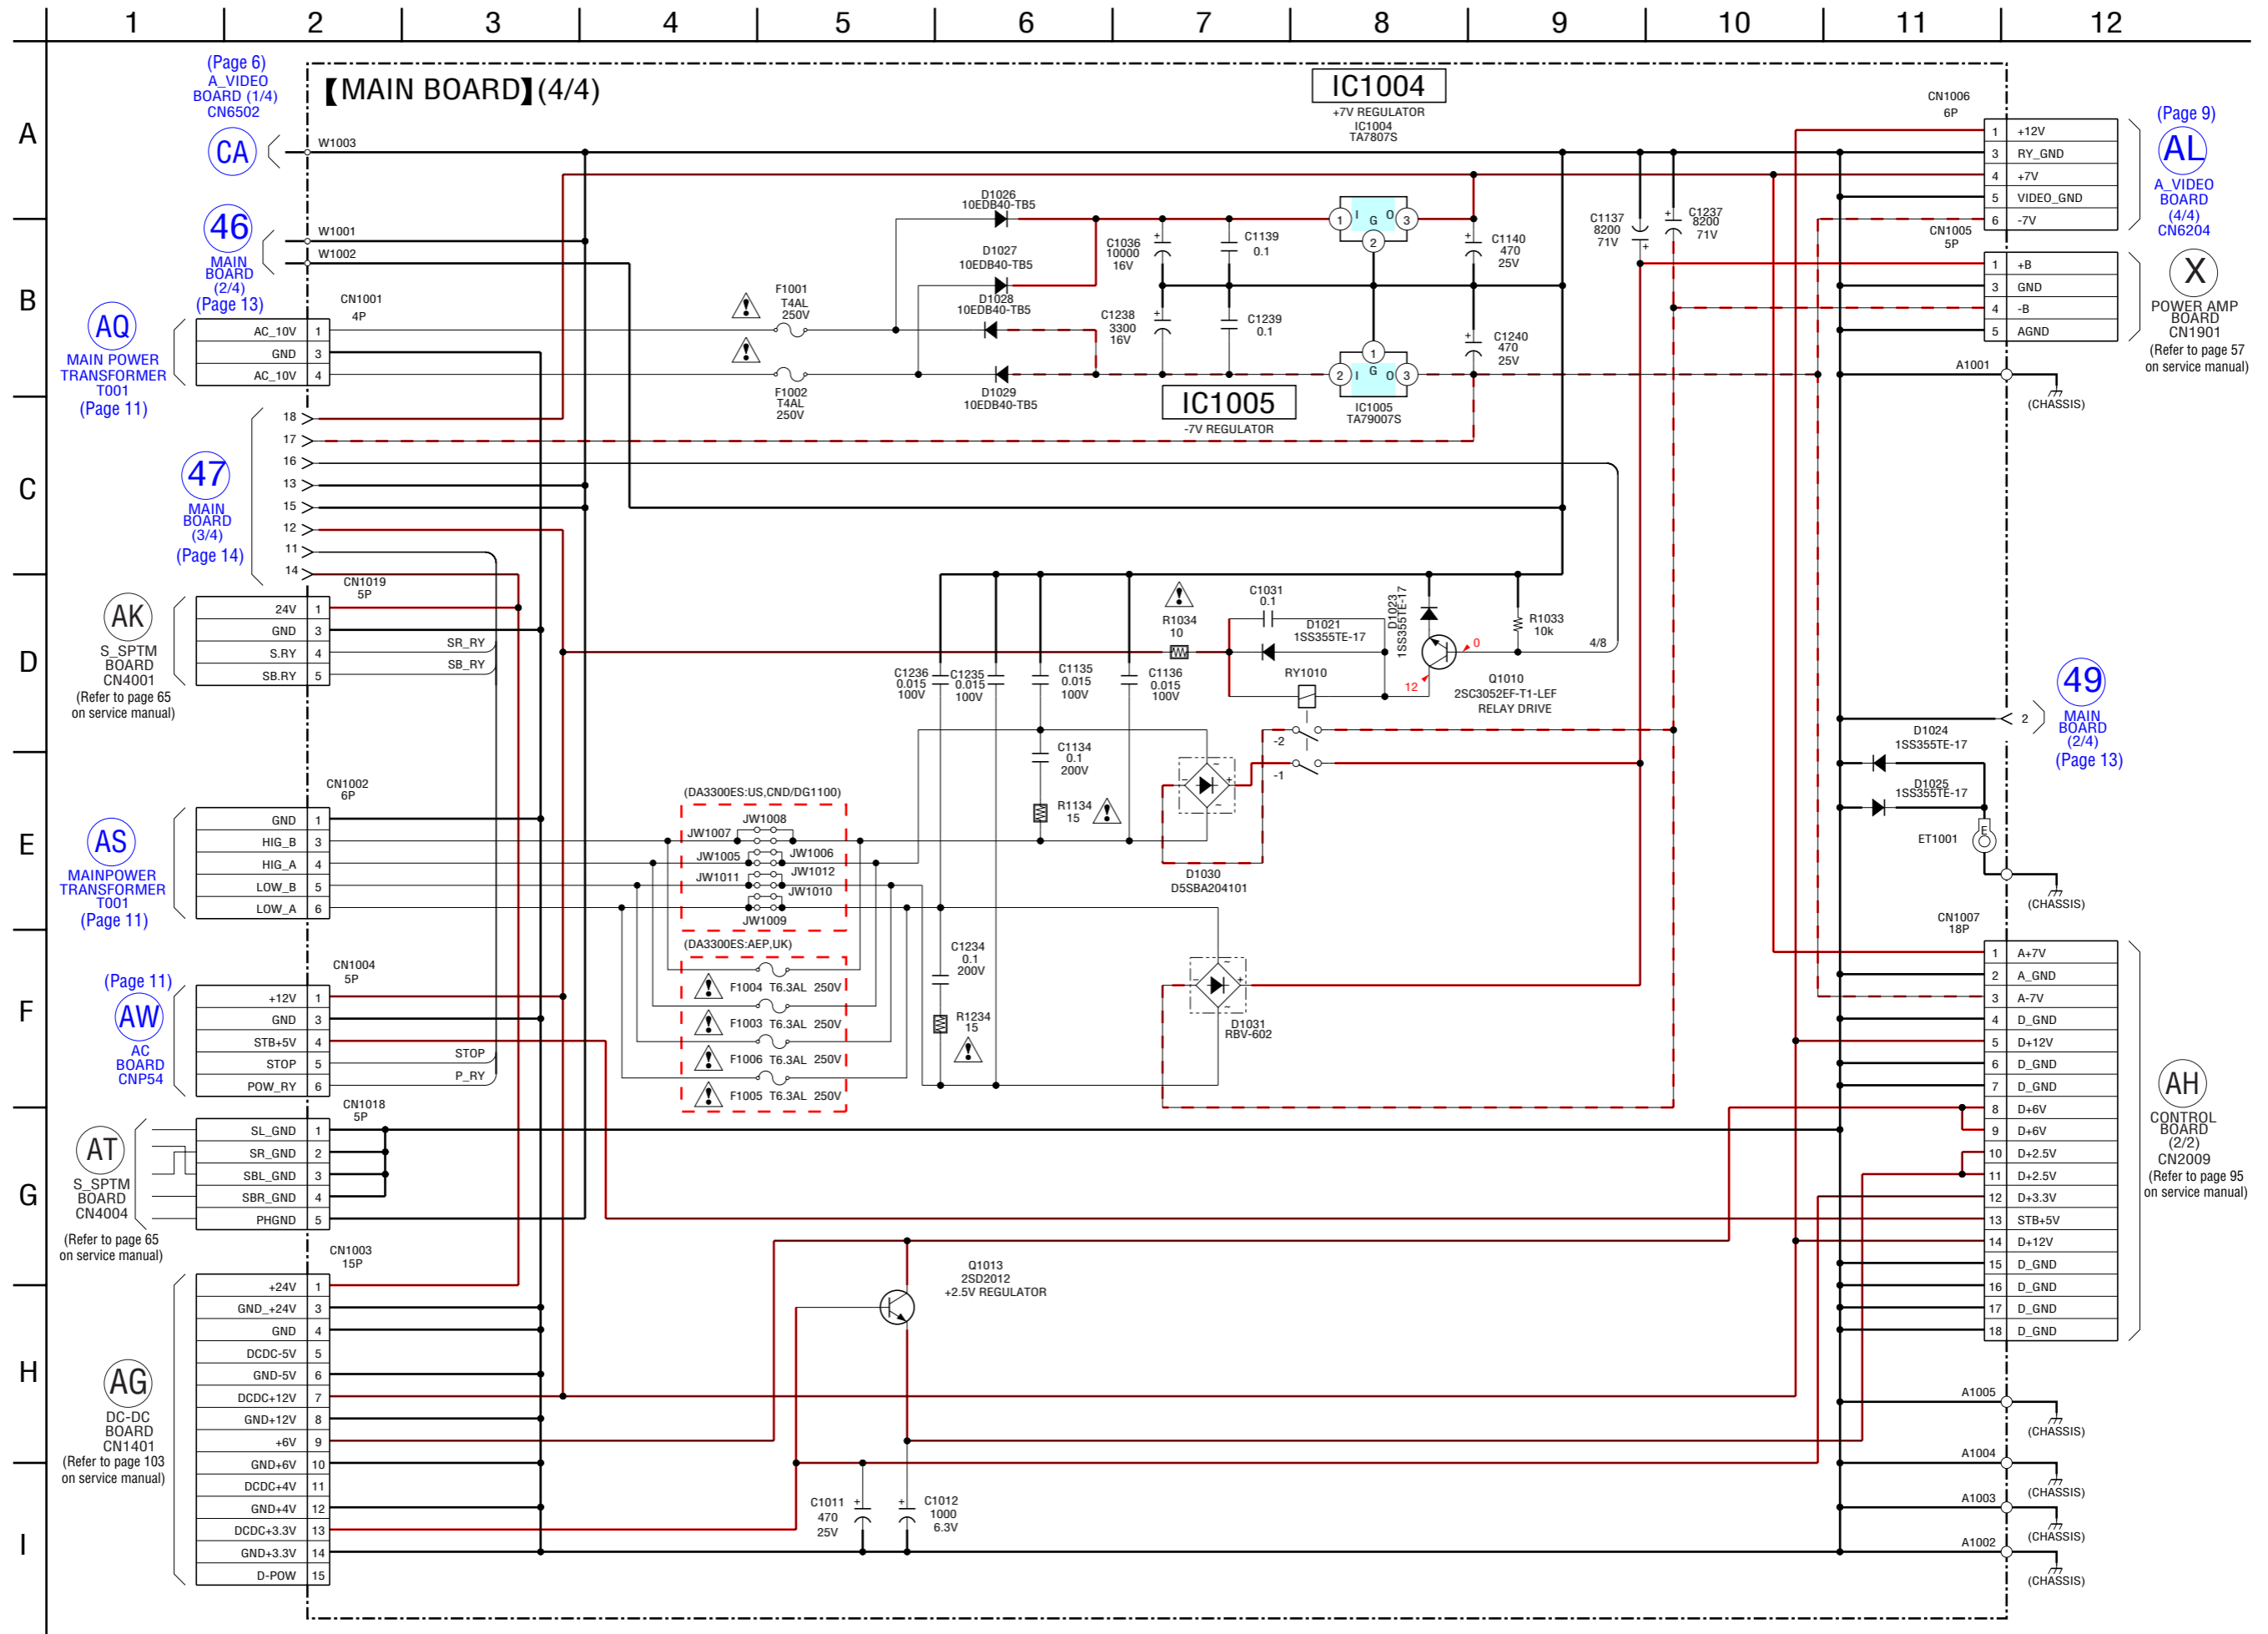 1 2 3 4 5 6 7 8 9 10 11 12
A
B
C
D
E
F
G
H
I
【MAIN BOARD】(4/4)
(Page 6)
A_VIDEO
BOARD (1/4)
CN6502
CA
W1003
46
MAIN
BOARD
(2/4)
(Page 13)
W1001
W1002
AQ
MAIN POWER
TRANSFORMER
T001
(Page 11)
CN1001
4P
AC_10V 1
GND 3
AC_10V 4
47
MAIN
BOARD
(3/4)
(Page 14)
18
17
16
13
15
12
11
14
AK
S_SPTM
BOARD
CN4001
(Refer to page 65
on service manual)
CN1019
5P
24V 1
GND 3
S.RY 4
SB.RY 5
SR_RY
SB_RY
AS
MAINPOWER
TRANSFORMER
T001
(Page 11)
CN1002
6P
GND 1
HIG_B 3
HIG_A 4
LOW_B 5
LOW_A 6
(Page 11)
AW
AC
BOARD
CNP54
CN1004
5P
+12V 1
GND 3
STB+5V 4
STOP 5
POW_RY 6
STOP
P_RY
AT
S_SPTM
BOARD
CN4004
(Refer to page 65
on service manual)
CN1018
5P
SL_GND 1
SR_GND 2
SBL_GND 3
SBR_GND 4
PHGND 5
AG
DC-DC
BOARD
CN1401
(Refer to page 103
on service manual)
CN1003
15P
+24V 1
GND_+24V 3
GND 4
DCDC-5V 5
GND-5V 6
DCDC+12V 7
GND+12V 8
+6V 9
GND+6V 10
DCDC+4V 11
GND+4V 12
DCDC+3.3V 13
GND+3.3V 14
D-POW 15
F1001
T4AL
250V
F1002
T4AL
250V
D1026
10EDB40-TB5
D1027
10EDB40-TB5
D1028
10EDB40-TB5
D1029
10EDB40-TB5
C1036
10000
16V
C1139
0.1
C1238
3300
16V
C1239
0.1
IC1004
+7V REGULATOR
IC1004
TA7807S
1 I G O 3
2
C1140
470
25V
C1240
470
25V
1
2 I G O 3
IC1005
TA79007S
IC1005
-7V REGULATOR
C1137
8200
71V
C1237
8200
71V
C1236
0.015
100V
C1235
0.015
100V
C1135
0.015
100V
C1136
0.015
100V
R1034
10
C1031
0.1
D1021
1SS355TE-17
RY1010
-2
-1
D1023
1SS355TE-17
R1033
10k
4/8
0
12
Q1010
2SC3052EF-T1-LEF
RELAY DRIVE
C1134
0.1
200V
R1134
15
D1030
D5SBA204101
(DA3300ES:US,CND/DG1100)
JW1008
JW1007
JW1005
JW1006
JW1011
JW1012
JW1010
JW1009
(DA3300ES:AEP,UK)
F1004 T6.3AL 250V
F1003 T6.3AL 250V
F1006 T6.3AL 250V
F1005 T6.3AL 250V
C1234
0.1
200V
R1234
15
D1031
RBV-602
Q1013
2SD2012
+2.5V REGULATOR
C1011
470
25V
C1012
1000
6.3V
CN1006
6P
1 +12V
3 RY_GND
4 +7V
5 VIDEO_GND
6 -7V
(Page 9)
AL
A_VIDEO
BOARD
(4/4)
CN6204
CN1005
5P
1 +B
3 GND
4 -B
5 AGND
X
POWER AMP
BOARD
CN1901
(Refer to page 57
on service manual)
A1001
(CHASSIS)
2
49
MAIN
BOARD
(2/4)
(Page 13)
D1024
1SS355TE-17
D1025
1SS355TE-17
E
ET1001
(CHASSIS)
CN1007
18P
1 A+7V
2 A_GND
3 A-7V
4 D_GND
5 D+12V
6 D_GND
7 D_GND
8 D+6V
9 D+6V
10 D+2.5V
11 D+2.5V
12 D+3.3V
13 STB+5V
14 D+12V
15 D_GND
16 D_GND
17 D_GND
18 D_GND
AH
CONTROL
BOARD
(2/2)
CN2009
(Refer to page 95
on service manual)
A1005
(CHASSIS)
A1004
(CHASSIS)
A1003
(CHASSIS)
A1002
(CHASSIS)